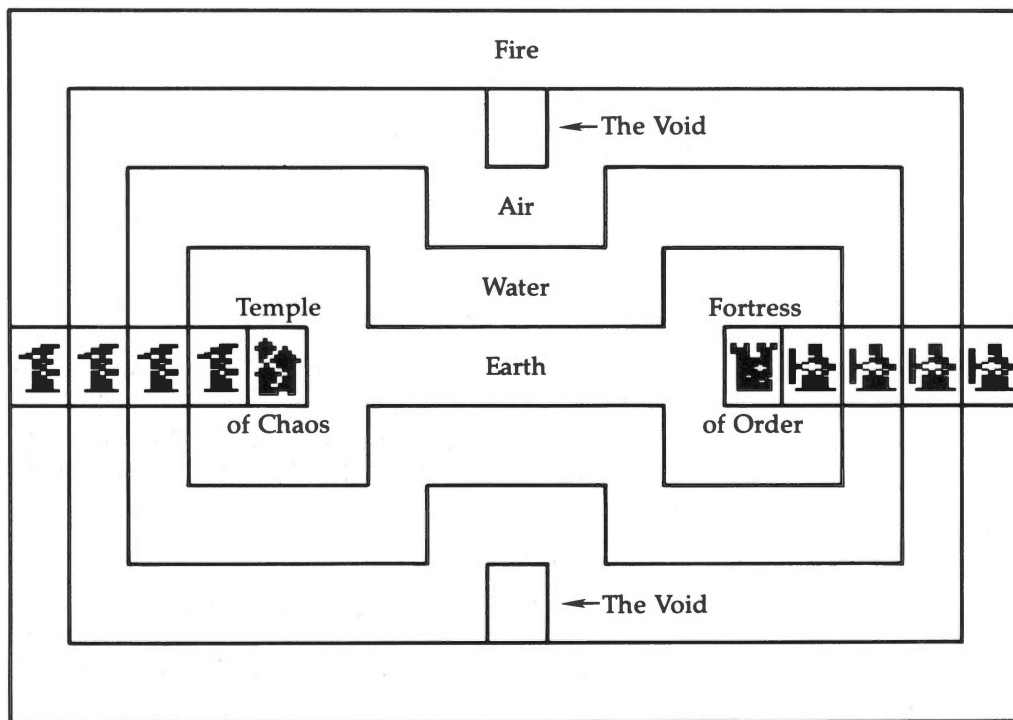 Fire
The Void
Air
Water
Temple
Fortress
Earth
of Chaos
of Order
The Void